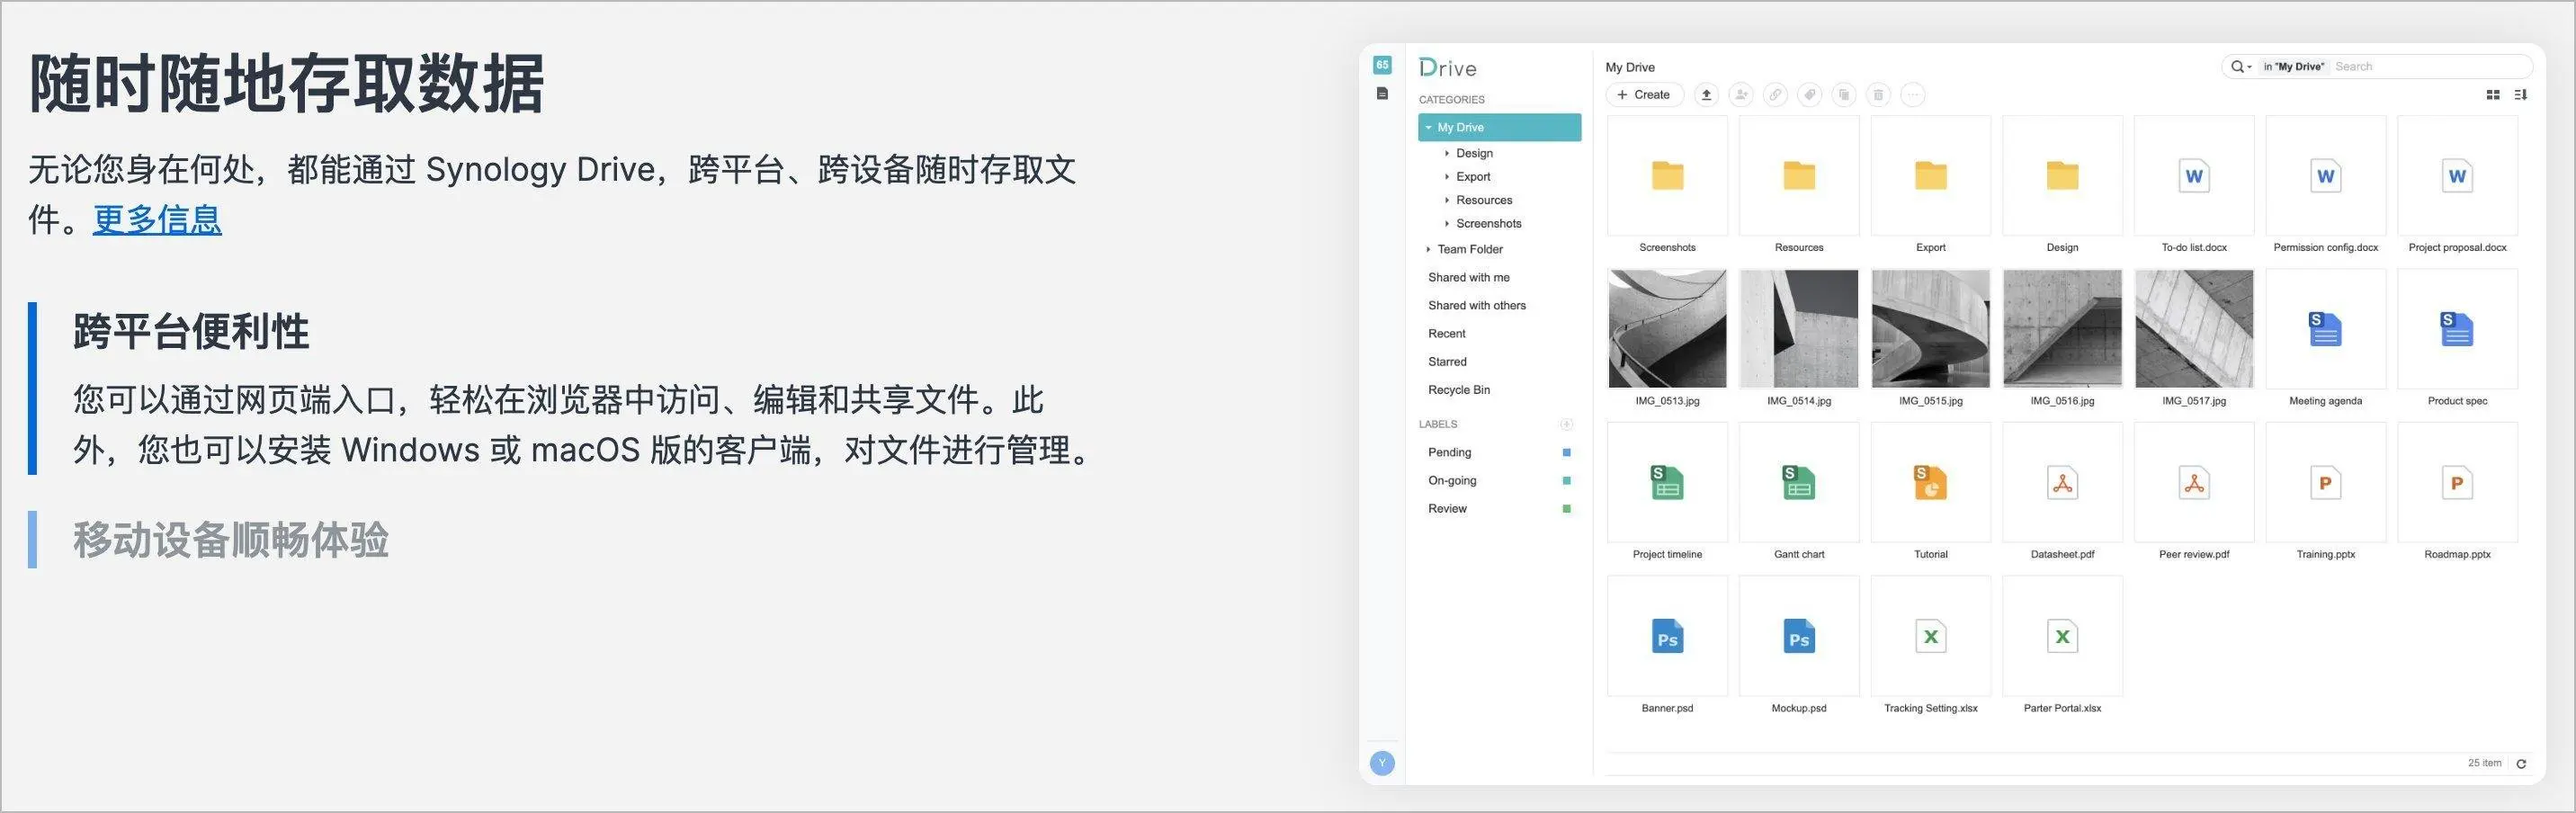 随时随地存取数据
无论您身在何处，都能通过 Synology Drive，跨平台、跨设备随时存取文
件。更多信息
跨平台便利性
您可以通过网页端入口，轻松在浏览器中访问、编辑和共享文件。此
外，您也可以安装 Windows 或 macOS 版的客户端，对文件进行管理。
移动设备顺畅体验
65
Drive
CATEGORIES
My Drive
Design
Export
Resources
Screenshots
Team Folder
Shared with me
Shared with others
Recent
Starred
Recycle Bin
LABELS
Pending
On-going
Review
Y
My Drive
in "My Drive" Search
Create
W W W
Screenshots Resources Export Design To-do list.docx Permission config.docx Project proposal.docx
S S
IMG_0513.jpg IMG_0514.jpg IMG_0515.jpg IMG_0516.jpg IMG_0517.jpg Meeting agenda Product spec
S S S P P
Project timeline Gantt chart Tutorial Datasheet.pdf Peer review.pdf Training.pptx Roadmap.pptx
Ps Ps X X
Banner.psd Mockup.psd Tracking Setting.xlsx Parter Portal.xlsx
25 item